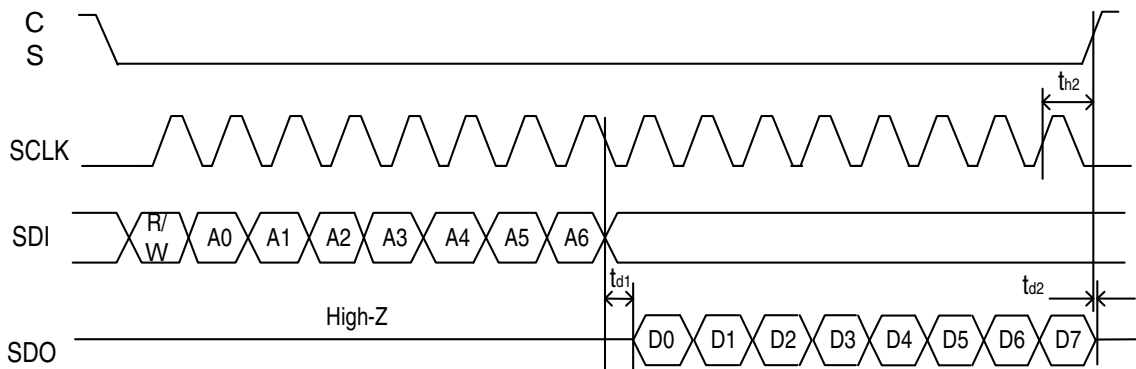 C
S
th2
SCLK
SDI
R/
W
A0 A1 A2 A3 A4 A5 A6
td1
td2
High-Z
SDO
D0 D1 D2 D3 D4 D5 D6 D7